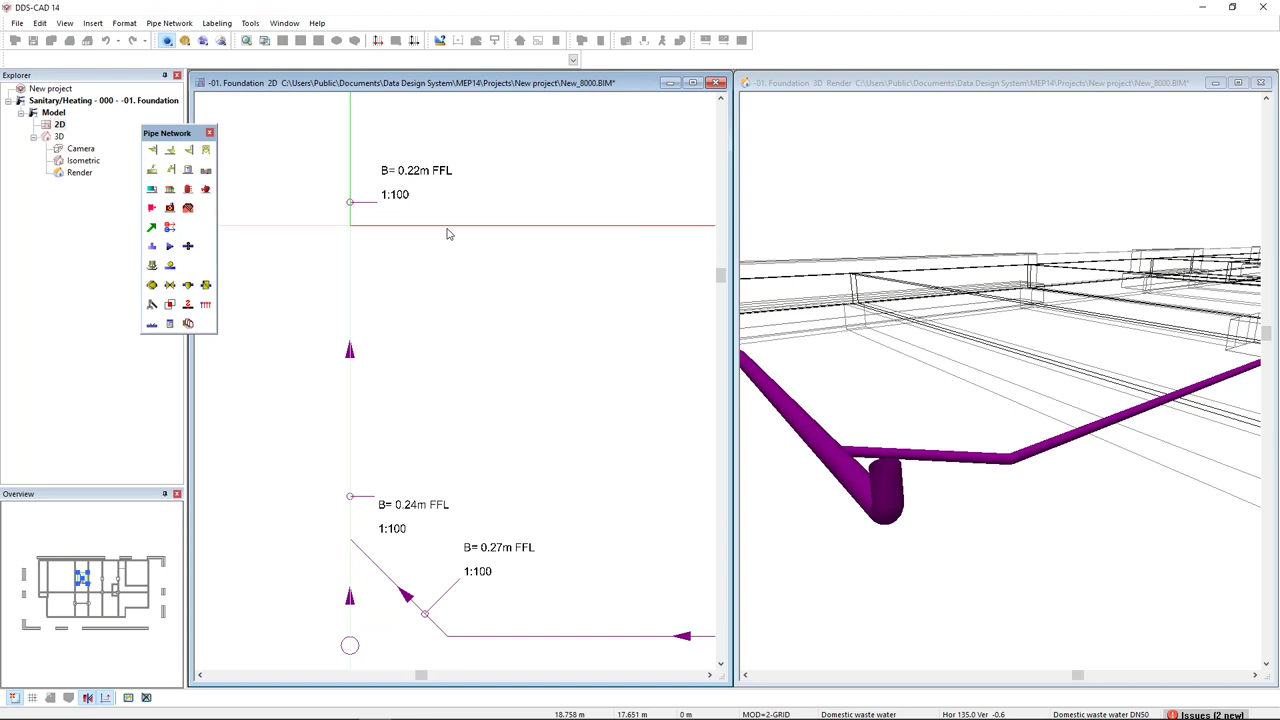 DDS-CAD 14
File Edit View Insert Format Pipe Network Labeling Tools Window Help
Explorer
New project
Sanitary/Heating - 000 - -01. Foundation
Model
2D
3D
Camera
Isometric
Render
Pipe Network
-01. Foundation 2D C:\Users\Public\Documents\Data Design System\MEP14\Projects\New project\New_8000.BIM*
-01. Foundation 3D Render C:\Users\Public\Documents\Data Design System\MEP14\Projects\New project\New_8000.BIM*
B= 0.22m FFL
1:100
B= 0.24m FFL
1:100
B= 0.27m FFL
1:100
Overview
18.758 m 17.651 m 0 m MOD=2-GRID Domestic waste water Hor 135.0 Ver -0.6 Domestic waste water DN50 Issues (2 new)